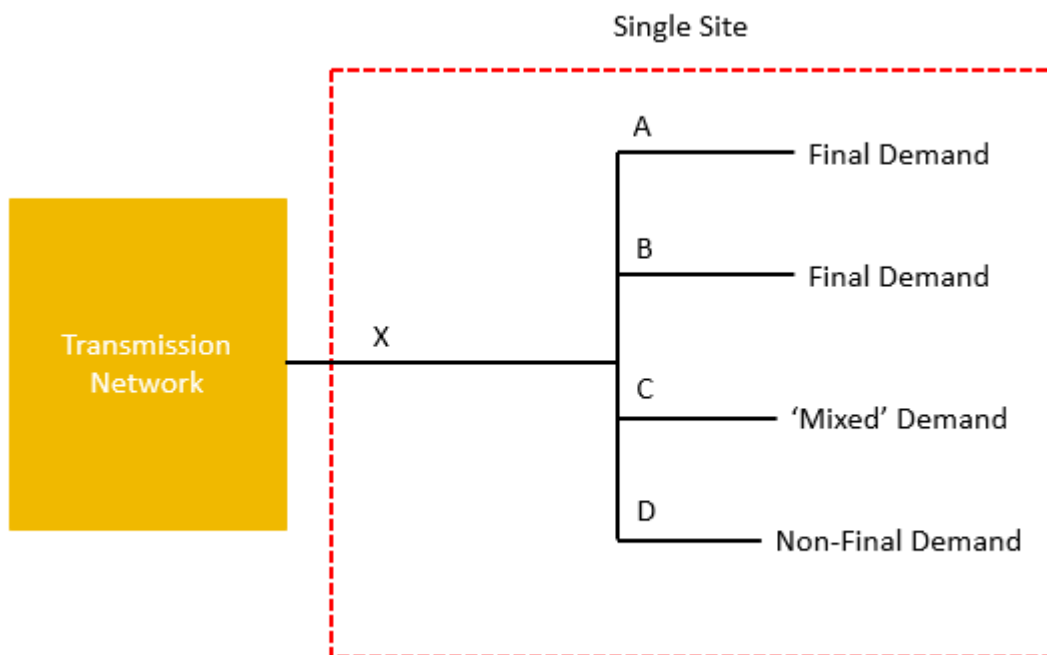 Single Site
A
Final Demand
B
Final Demand
X
Transmission
Network
C
‘Mixed’ Demand
D
Non-Final Demand